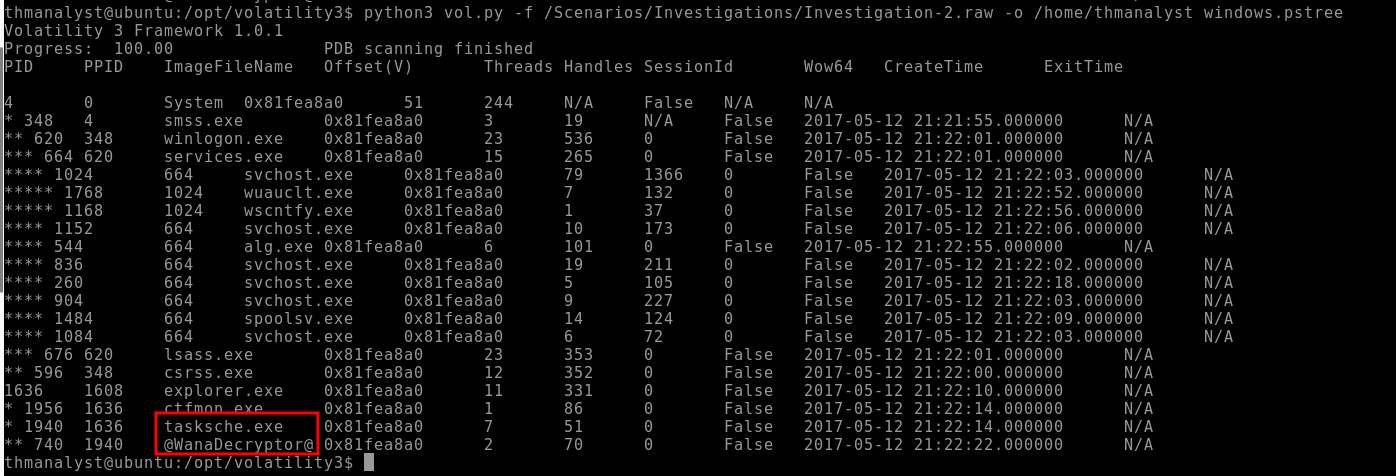 thmanalyst@ubuntu:/opt/volatility3$ python3 vol.py -f /Scenarios/Investigations/Investigation-2.raw -o /home/thmanalyst windows.pstree
Volatility 3 Framework 1.0.1
Progress:  100.00               PDB scanning finished
PID     PPID    ImageFileName   Offset(V)       Threads Handles SessionId       Wow64   CreateTime      ExitTime
4       0       System  0x81fea8a0      51      244     N/A     False   N/A     N/A
* 348   4       smss.exe        0x81fea8a0      3       19      N/A     False   2017-05-12 21:21:55.000000      N/A
** 620  348     winlogon.exe    0x81fea8a0      23      536     0       False   2017-05-12 21:22:01.000000      N/A
*** 664 620     services.exe    0x81fea8a0      15      265     0       False   2017-05-12 21:22:01.000000      N/A
**** 1024       664     svchost.exe     0x81fea8a0      79      1366    0       False   2017-05-12 21:22:03.000000      N/A
***** 1768      1024    wuauclt.exe     0x81fea8a0      7       132     0       False   2017-05-12 21:22:52.000000      N/A
***** 1168      1024    wscntfy.exe     0x81fea8a0      1       37      0       False   2017-05-12 21:22:56.000000      N/A
**** 1152       664     svchost.exe     0x81fea8a0      10      173     0       False   2017-05-12 21:22:06.000000      N/A
**** 544        664     alg.exe 0x81fea8a0      6       101     0       False   2017-05-12 21:22:55.000000      N/A
**** 836        664     svchost.exe     0x81fea8a0      19      211     0       False   2017-05-12 21:22:02.000000      N/A
**** 260        664     svchost.exe     0x81fea8a0      5       105     0       False   2017-05-12 21:22:18.000000      N/A
**** 904        664     svchost.exe     0x81fea8a0      9       227     0       False   2017-05-12 21:22:03.000000      N/A
**** 1484       664     spoolsv.exe     0x81fea8a0      14      124     0       False   2017-05-12 21:22:09.000000      N/A
**** 1084       664     svchost.exe     0x81fea8a0      6       72      0       False   2017-05-12 21:22:03.000000      N/A
*** 676 620     lsass.exe       0x81fea8a0      23      353     0       False   2017-05-12 21:22:01.000000      N/A
** 596  348     csrss.exe       0x81fea8a0      12      352     0       False   2017-05-12 21:22:00.000000      N/A
1636    1608    explorer.exe    0x81fea8a0      11      331     0       False   2017-05-12 21:22:10.000000      N/A
* 1956  1636    ctfmon.exe      0x81fea8a0      1       86      0       False   2017-05-12 21:22:14.000000      N/A
* 1940  1636    tasksche.exe    0x81fea8a0      7       51      0       False   2017-05-12 21:22:14.000000      N/A
** 740  1940    @WanaDecryptor@ 0x81fea8a0      2       70      0       False   2017-05-12 21:22:22.000000      N/A
thmanalyst@ubuntu:/opt/volatility3$